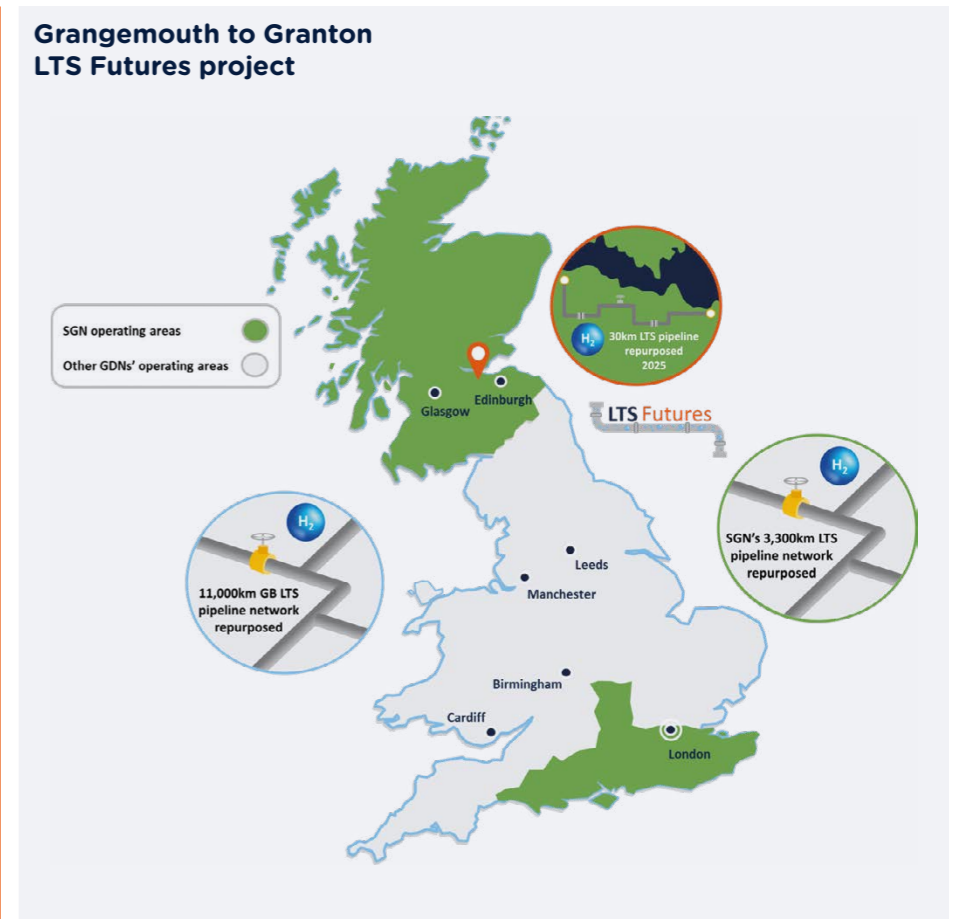 Grangemouth to Granton
LTS Futures project
SGN operating areas
Other GDNs' operating areas
H₂
30km LTS pipeline
repurposed
2025
Glasgow
Edinburgh
LTS Futures
H₂
SGN's 3,300km LTS
pipeline network
repurposed
H₂
11,000km GB LTS
pipeline network
repurposed
Leeds
Manchester
Birmingham
Cardiff
London